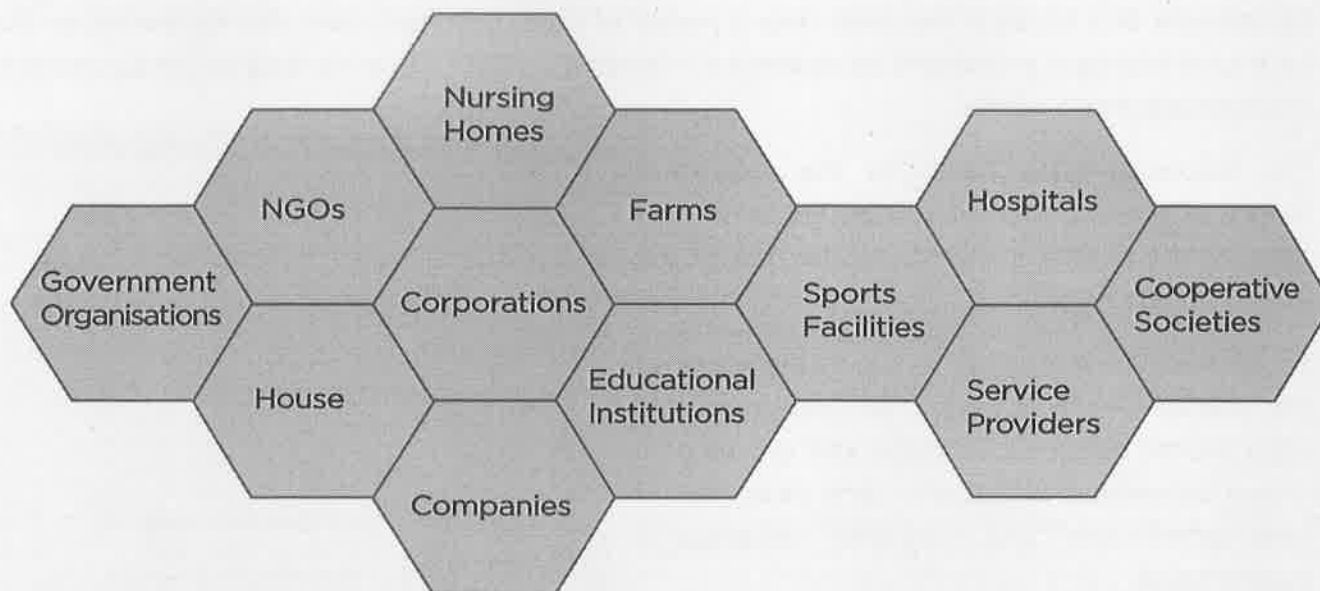 Nursing
Homes
NGOs
Farms
Hospitals
Government
Organisations
Corporations
Sports
Facilities
Cooperative
Societies
House
Educational
Institutions
Service
Providers
Companies